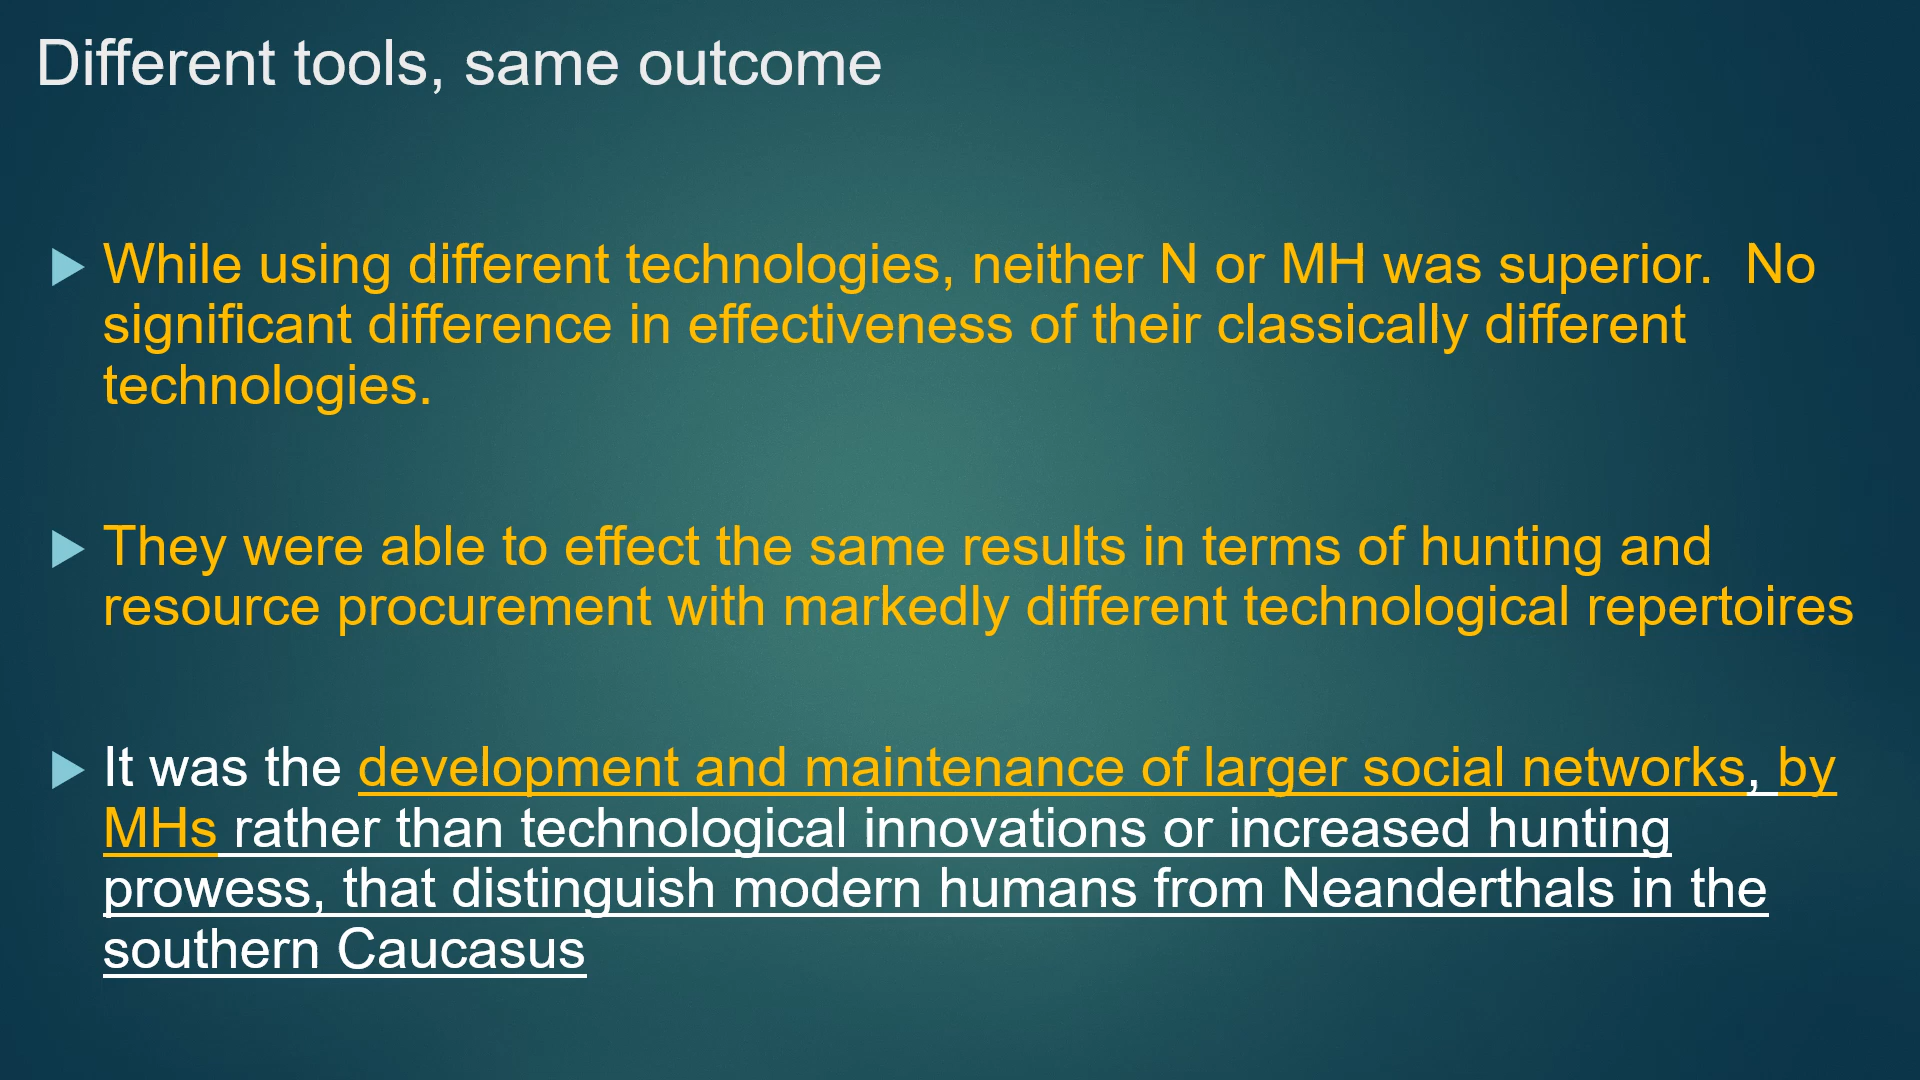 Different tools, same outcome
While using different technologies, neither N or MH was superior.  No
significant difference in effectiveness of their classically different
technologies.
They were able to effect the same results in terms of hunting and
resource procurement with markedly different technological repertoires
It was the development and maintenance of larger social networks, by
MHs rather than technological innovations or increased hunting
prowess, that distinguish modern humans from Neanderthals in the
southern Caucasus